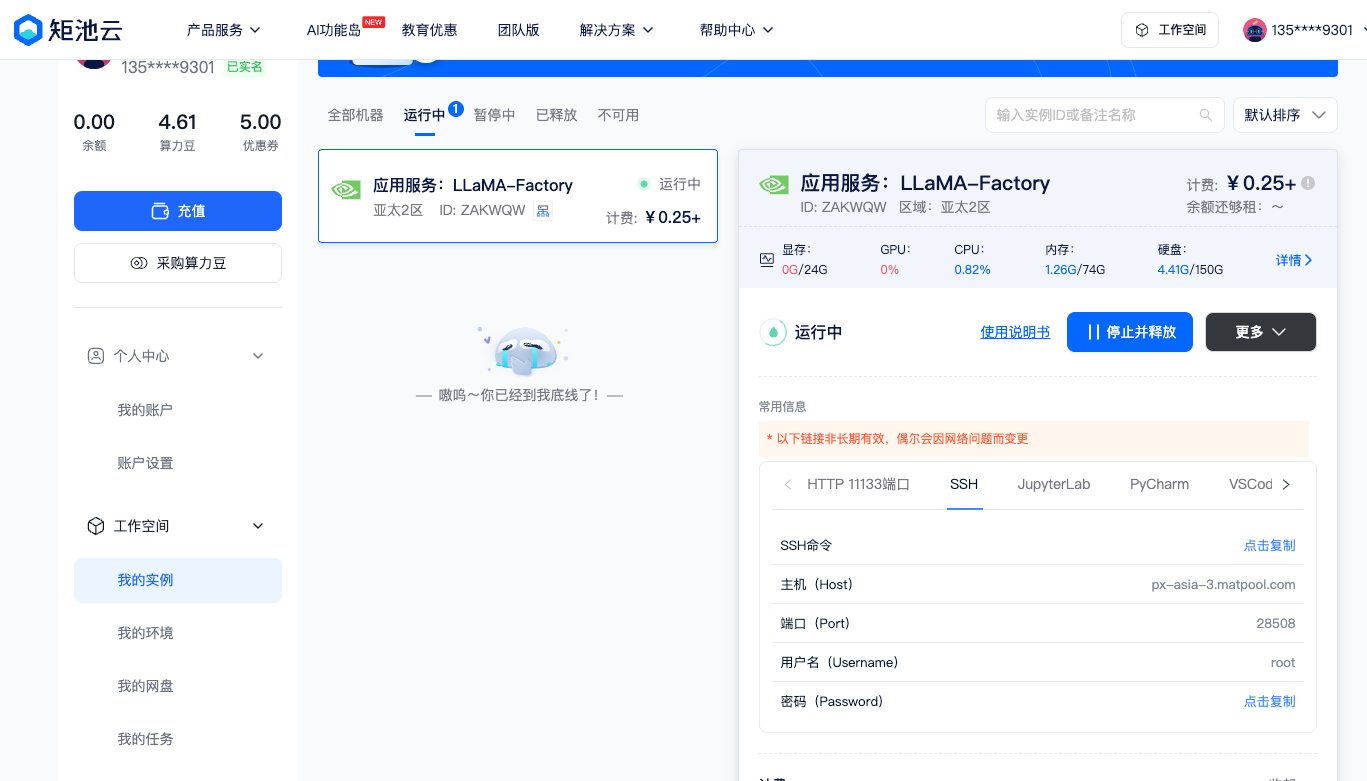 矩池云
产品服务
AI功能岛 NEW
教育优惠
团队版
解决方案
帮助中心
工作空间
135****9301
135****9301 已实名
0.00 4.61 5.00
余额 算力豆 优惠券
充值
采购算力豆
个人中心
我的账户
账户设置
工作空间
我的实例
我的环境
我的网盘
我的任务
全部机器 运行中 1 暂停中 已释放 不可用
输入实例ID或备注名称
默认排序
应用服务：LLaMA-Factory
运行中
亚太2区 ID: ZAKWQW
计费: ¥ 0.25+
嗷呜～你已经到我底线了！
应用服务：LLaMA-Factory
计费: ¥ 0.25+
ID: ZAKWQW 区域: 亚太2区
余额还够租: ～
显存: GPU: CPU: 内存: 硬盘:
0G/24G 0% 0.82% 1.26G/74G 4.41G/150G
详情
运行中
使用说明书
停止并释放
更多
常用信息
* 以下链接非长期有效，偶尔会因网络问题而变更
HTTP 11133端口 SSH JupyterLab PyCharm VSCod
SSH命令 点击复制
主机（Host） px-asia-3.matpool.com
端口（Port） 28508
用户名（Username） root
密码（Password） 点击复制